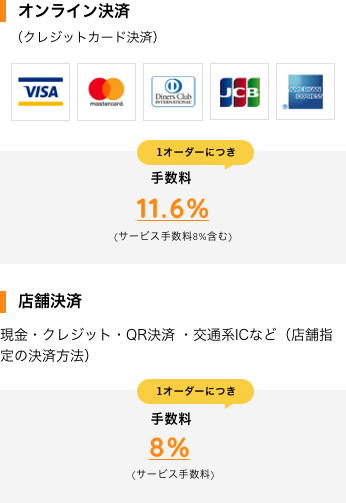 オンライン決済
（クレジットカード決済）
VISA
mastercard.
Diners Club
INTERNATIONAL
JCB
AMERICAN
EXPRESS
®
1オーダーにつき
手数料
11.6%
(サービス手数料8%含む)
店舗決済
現金・クレジット・QR決済 ・交通系ICなど（店舗指
定の決済方法）
1オーダーにつき
手数料
8%
(サービス手数料)